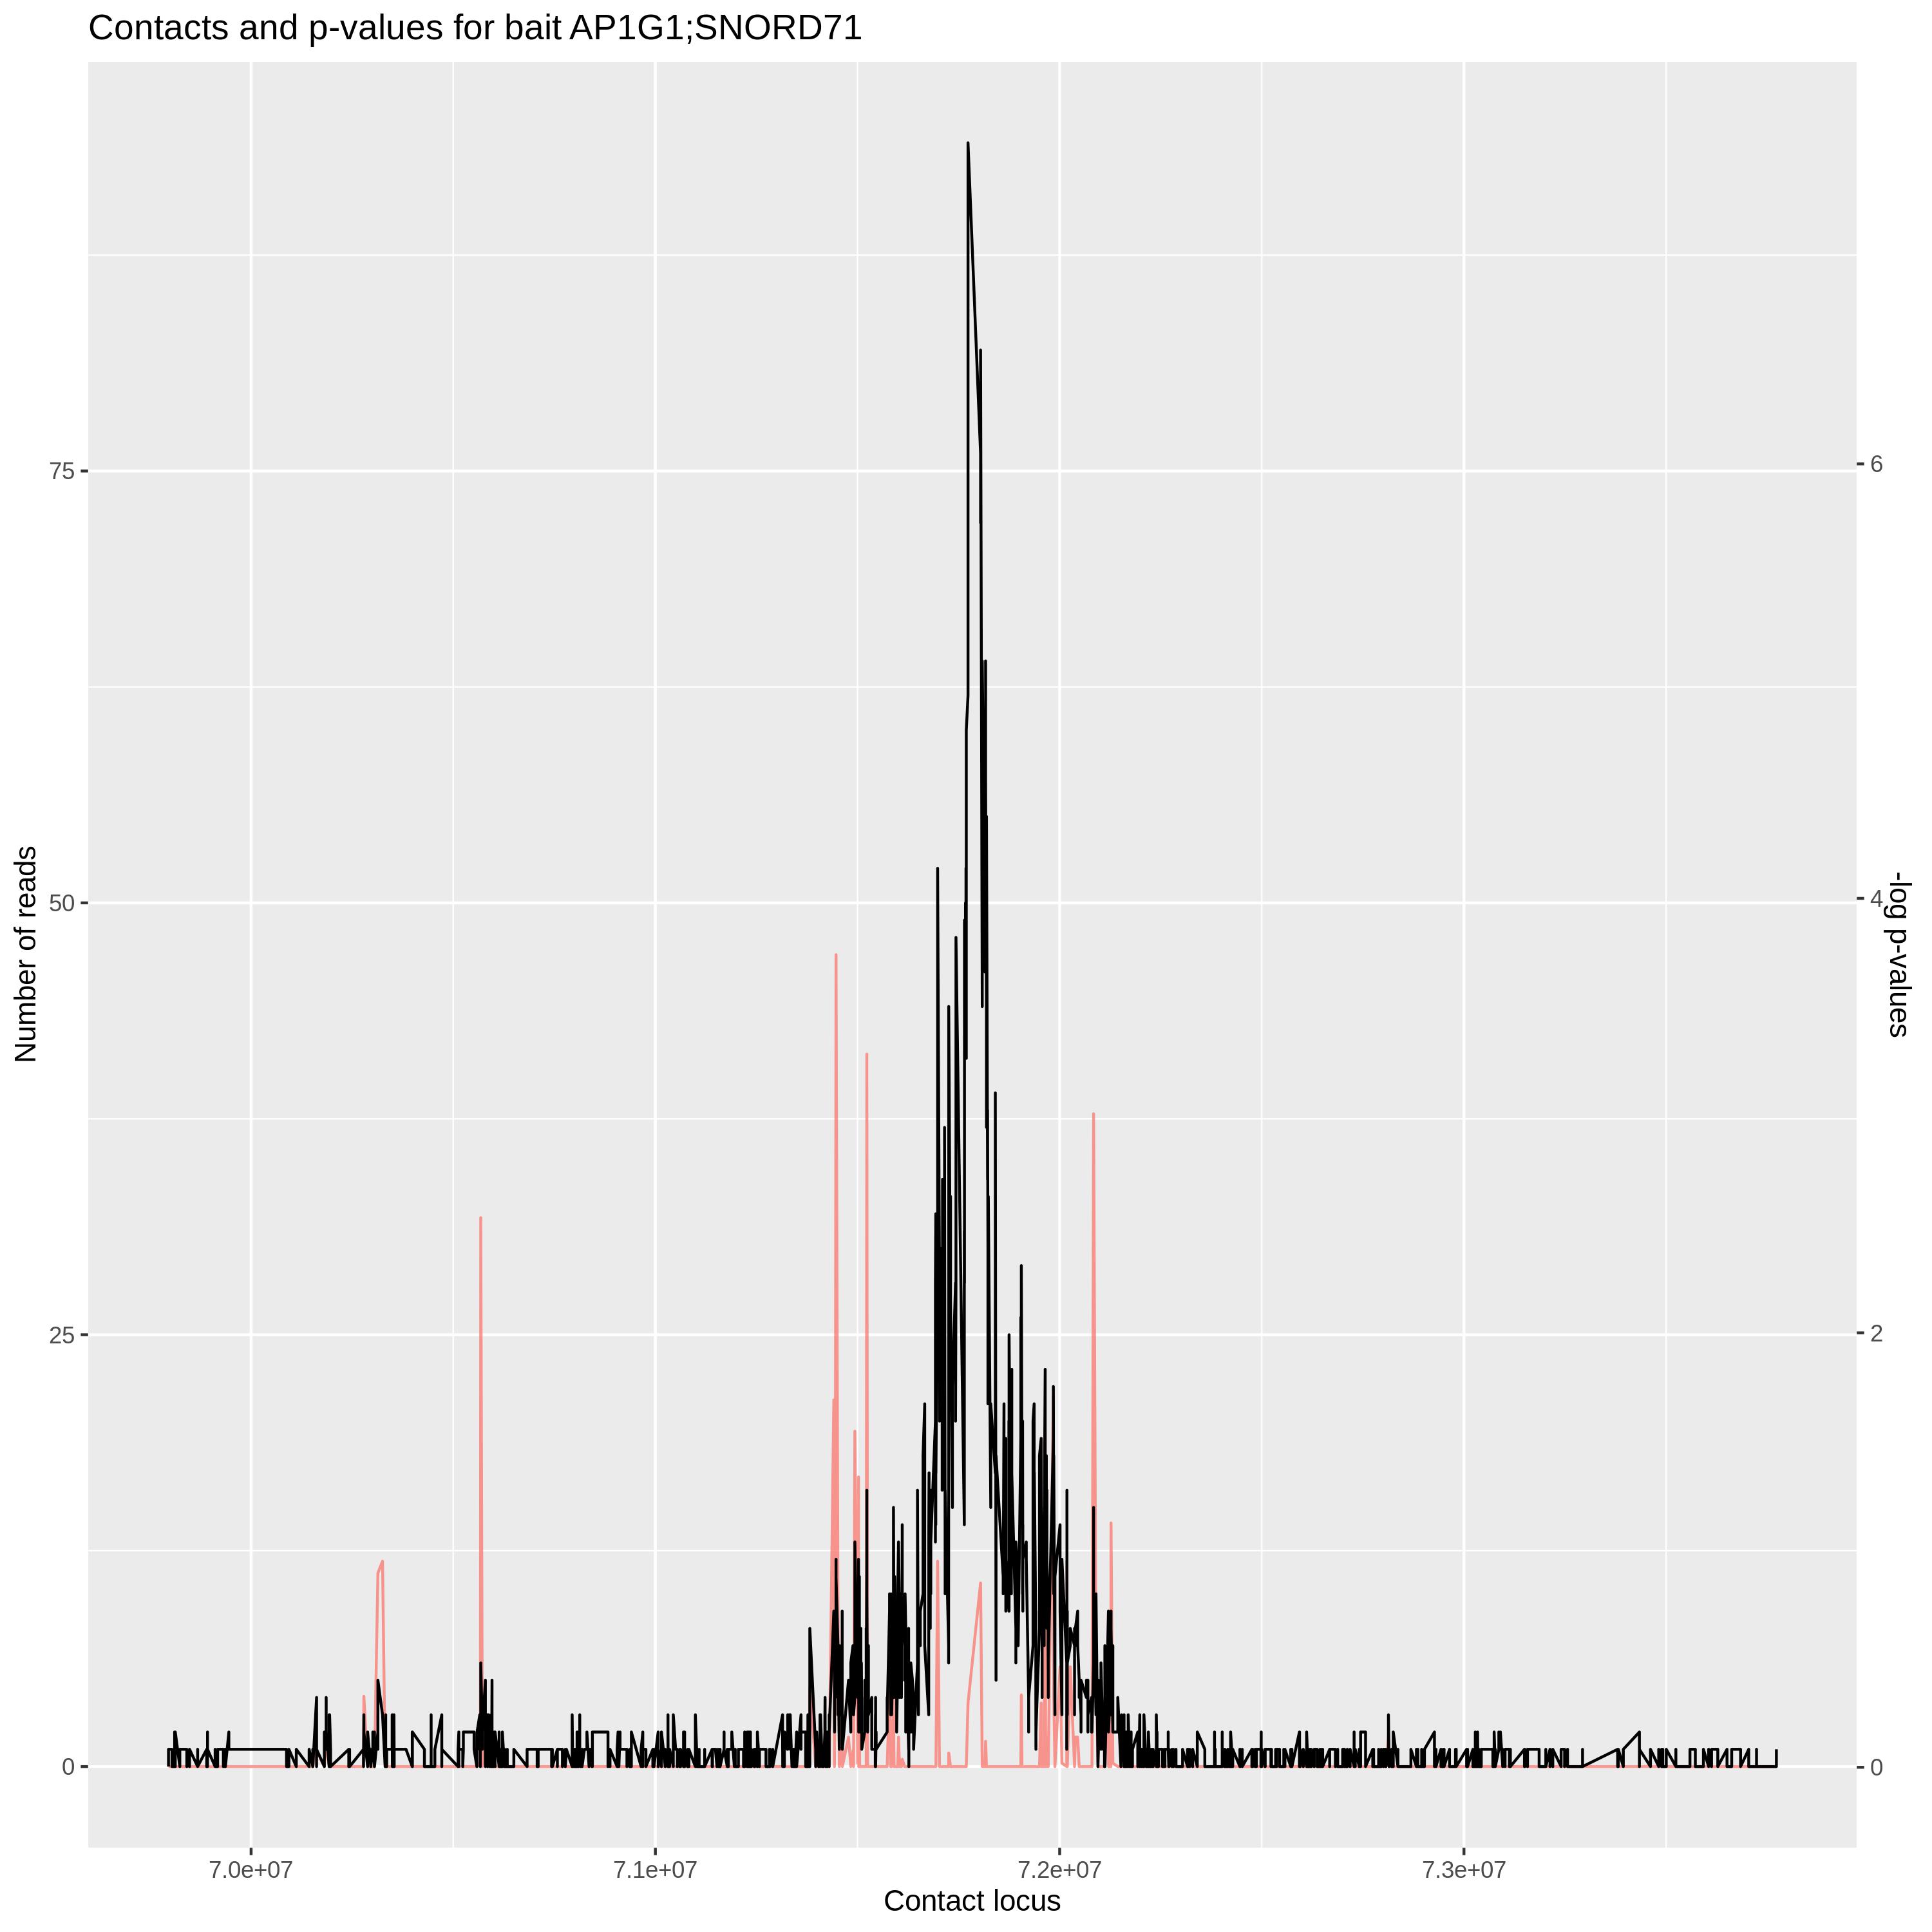 Contacts and p-values for bait AP1G1;SNORD71
Number of reads
75
50
25
0
6
4
2
0
-log p-values
7.0e+07
7.1e+07
7.2e+07
7.3e+07
Contact locus